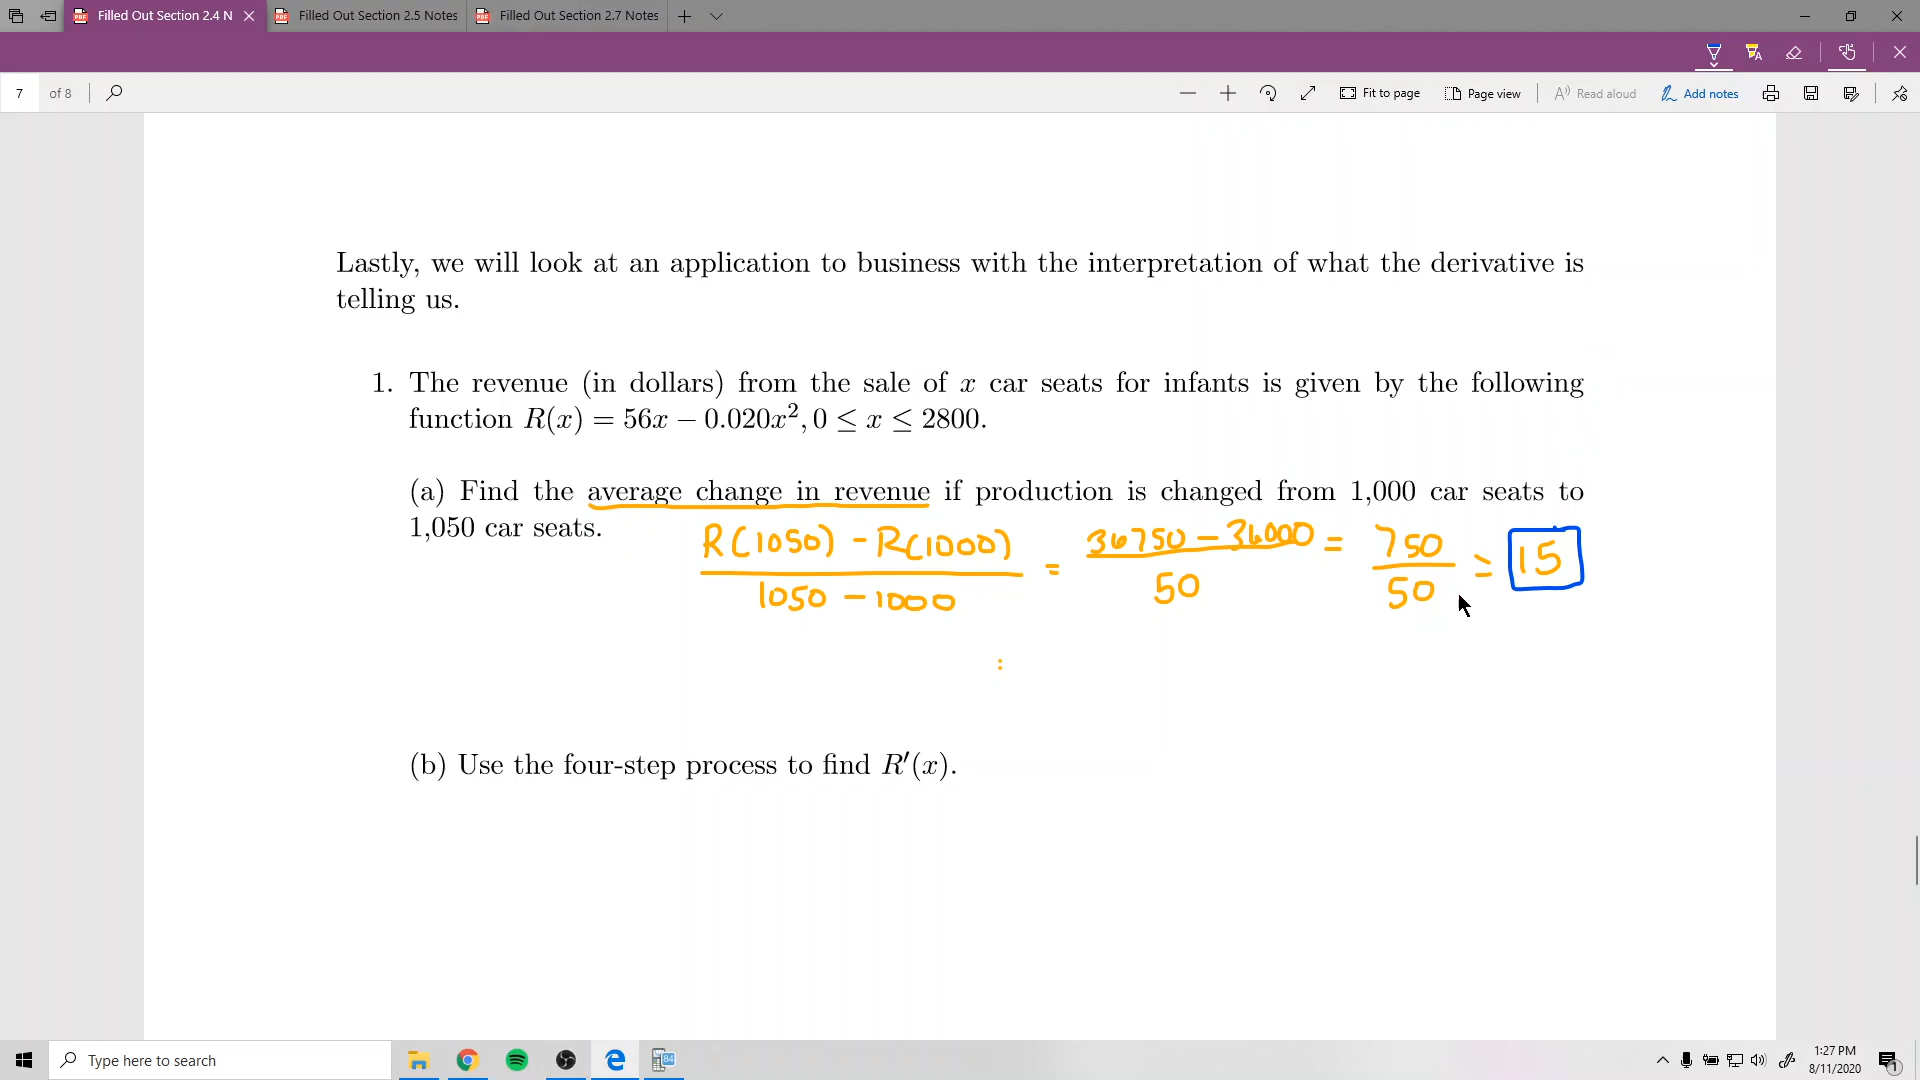 Filled Out Section 2.4 N
Filled Out Section 2.5 Notes
Filled Out Section 2.7 Notes
7 of 8
Fit to page
Page view
Read aloud
Add notes
Lastly, we will look at an application to business with the interpretation of what the derivative is
telling us.
1. The revenue (in dollars) from the sale of x car seats for infants is given by the following
function R(x) = 56x − 0.020x², 0 ≤ x ≤ 2800.
(a) Find the average change in revenue if production is changed from 1,000 car seats to
1,050 car seats.
R(1050) - R(1000) = 36750 - 36000 = 750 = 15
1050 - 1000 50 50
:
(b) Use the four-step process to find R′(x).
Type here to search
84
1:27 PM
8/11/2020
1